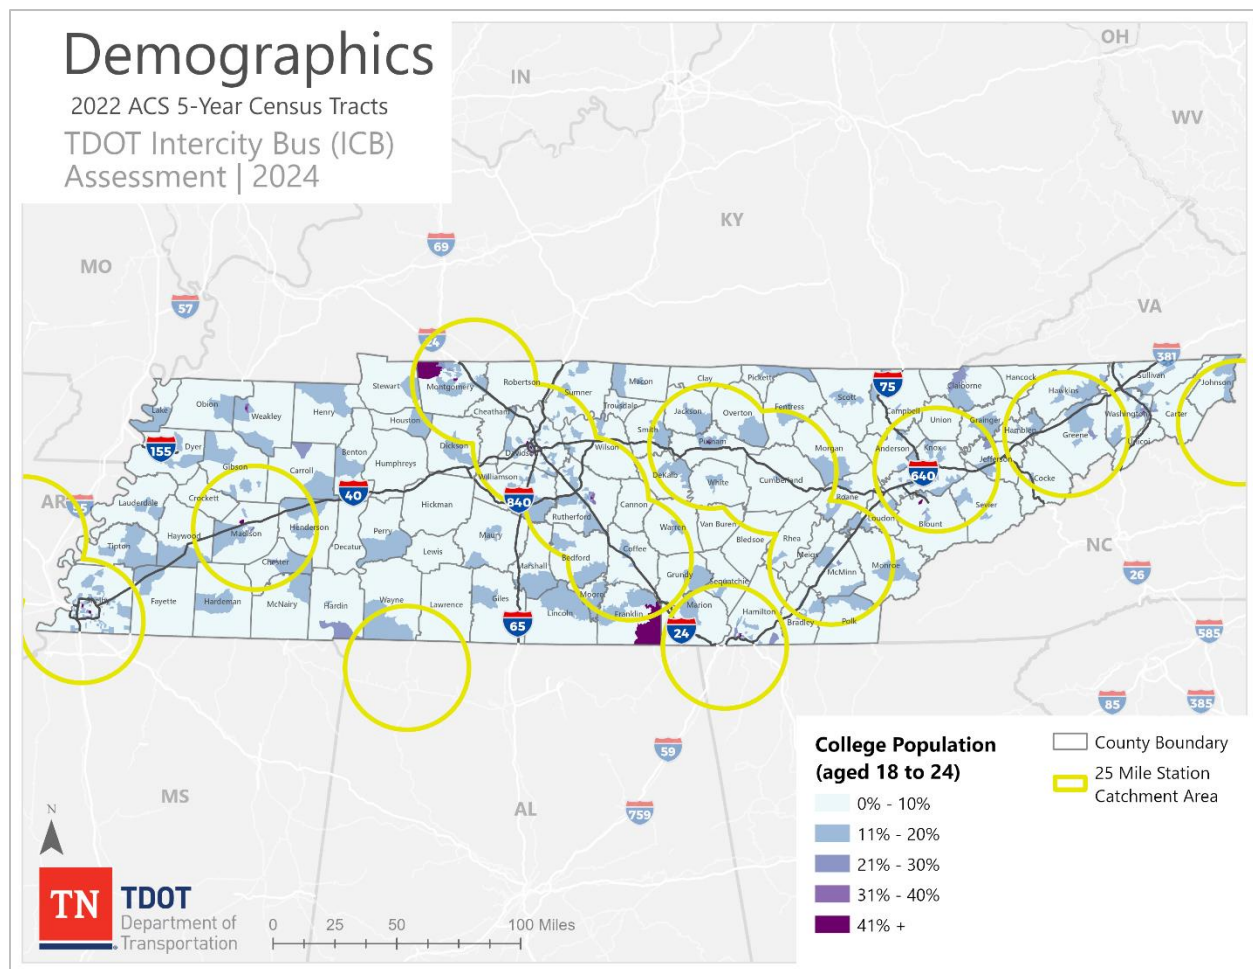 Demographics
2022 ACS 5-Year Census Tracts
TDOT Intercity Bus (ICB)
Assessment | 2024
OH
IN
WV
KY
69
MO
VA
57
24
381
Stewart
Montgomery
Robertson
Sumner
Macon
Clay
Pickett
Scott
75
Claiborne
Hancock
Hawkins
Sullivan
Johnson
Lake
Obion
Weakley
Henry
Houston
Cheatham
Trousdale
Jackson
Overton
Fentress
Campbell
Union
Grainger
Hamblen
Washington
Carter
155
Dyer
Gibson
Carroll
Benton
Humphreys
Dickson
Davidson
Wilson
Smith
Putnam
Morgan
Anderson
Knox
Jefferson
Greene
Unicoi
AR
55
Lauderdale
Crockett
40
Williamson
840
DeKalb
White
Cumberland
Roane
640
Cocke
Tipton
Haywood
Madison
Henderson
Decatur
Perry
Hickman
Maury
Rutherford
Cannon
Warren
Van Buren
Bledsoe
Rhea
Loudon
Blount
Sevier
Chester
Lewis
Marshall
Bedford
Coffee
Grundy
Sequatchie
Meigs
McMinn
Monroe
NC
26
Fayette
Hardeman
McNairy
Hardin
Wayne
Lawrence
Giles
Lincoln
Moore
Franklin
Marion
Hamilton
Bradley
Polk
65
24
585
85
385
59
MS
AL
759
College Population
(aged 18 to 24)
0% - 10%
11% - 20%
21% - 30%
31% - 40%
41% +
County Boundary
25 Mile Station
Catchment Area
N
TN
TDOT
Department of
Transportation
0 25 50 100 Miles